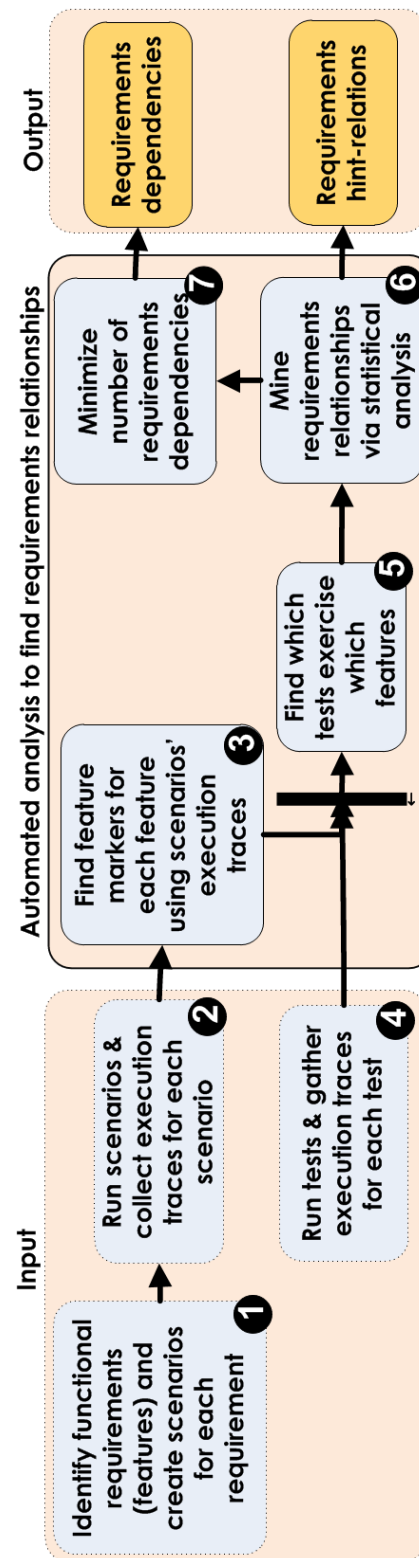 Input
Identify functional
requirements
(features) and
create scenarios
for each
requirement
1
Run scenarios &
collect execution
traces for each
scenario
2
Run tests & gather
execution traces
for each test
4
Automated analysis to find requirements relationships
Find feature
markers for
each feature
using scenarios’
execution
traces
3
Find which
tests exercise
which
features
5
Mine
requirements
relationships
via statistical
analysis
6
Minimize
number of
requirements
dependencies
7
Output
Requirements
dependencies
Requirements
hint-relations